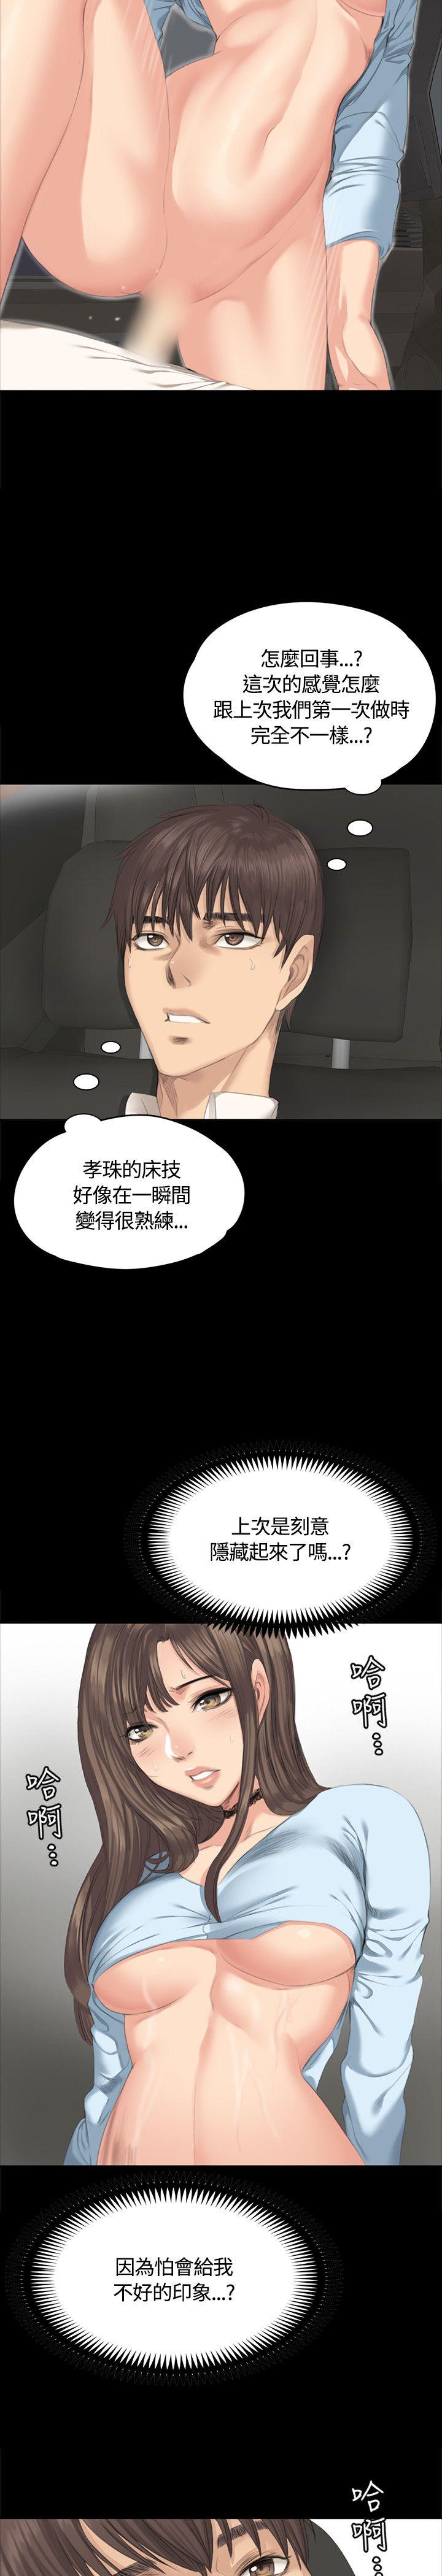 怎麼回事...?
這次的感覺怎麼
跟上次我們第一次做時
完全不一樣...?
孝珠的床技
好像在一瞬間
變得很熟練...
上次是刻意
隱藏起來了嗎...?
哈啊…
哈啊…
因為怕會給我
不好的印象...?
哈啊…